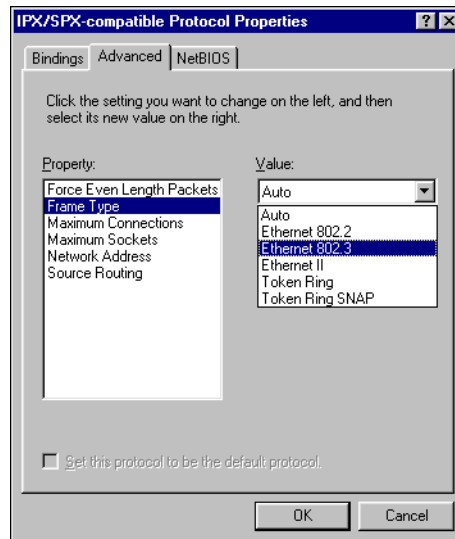 IPX/SPX-compatible Protocol Properties
Bindings Advanced NetBIOS
Click the setting you want to change on the left, and then
select its new value on the right.
Property:
Force Even Length Packets
Frame Type
Maximum Connections
Maximum Sockets
Network Address
Source Routing
Value:
Auto
Auto
Ethernet 802.2
Ethernet 802.3
Ethernet II
Token Ring
Token Ring SNAP
Set this protocol to be the default protocol.
OK Cancel